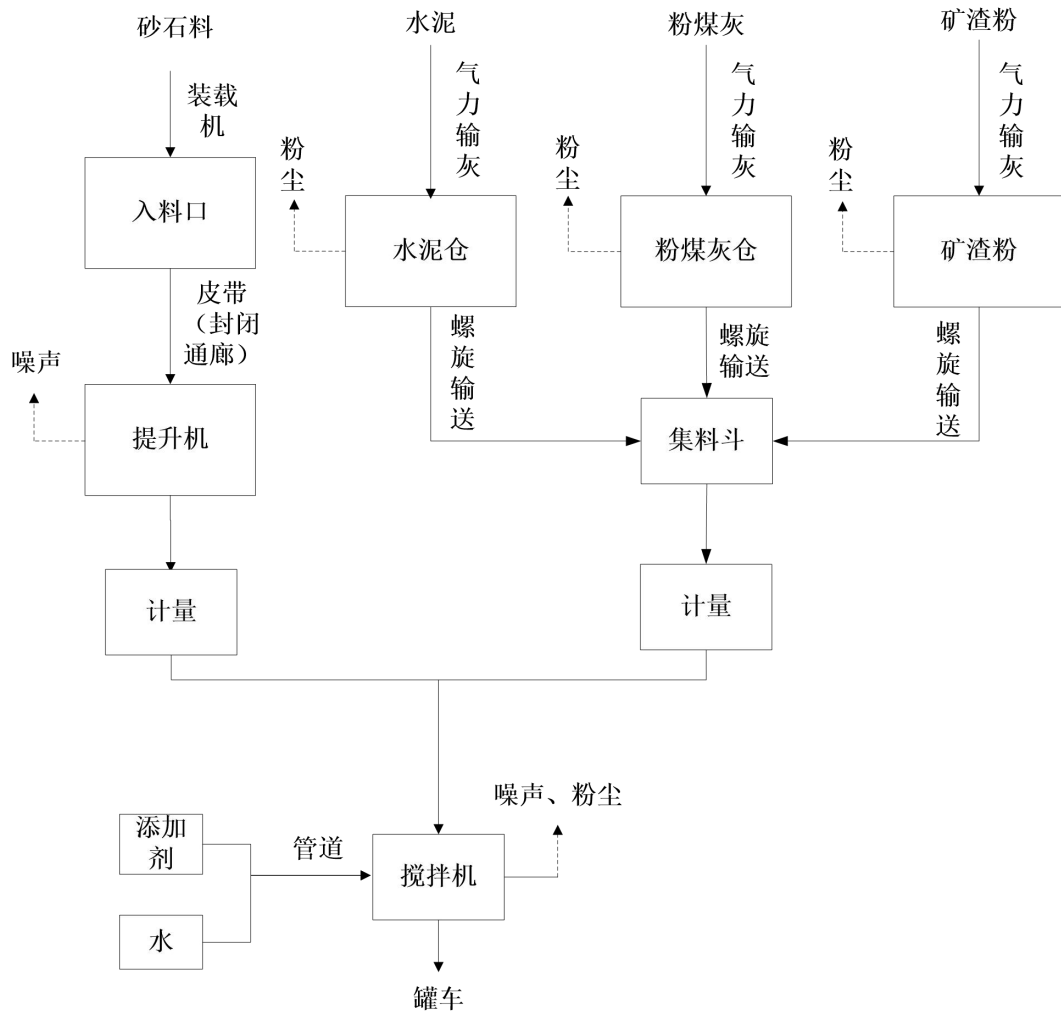 砂石料
水泥
粉煤灰
矿渣粉
装载
机
气
力
输
灰
气
力
输
灰
气
力
输
灰
粉
尘
粉
尘
粉
尘
入料口
水泥仓
粉煤灰仓
矿渣粉
皮带
（封闭
通廊）
螺
旋
输
送
螺旋
输送
螺
旋
输
送
噪声
提升机
集料斗
计量
计量
噪声、粉尘
添加
剂
管道
搅拌机
水
罐车